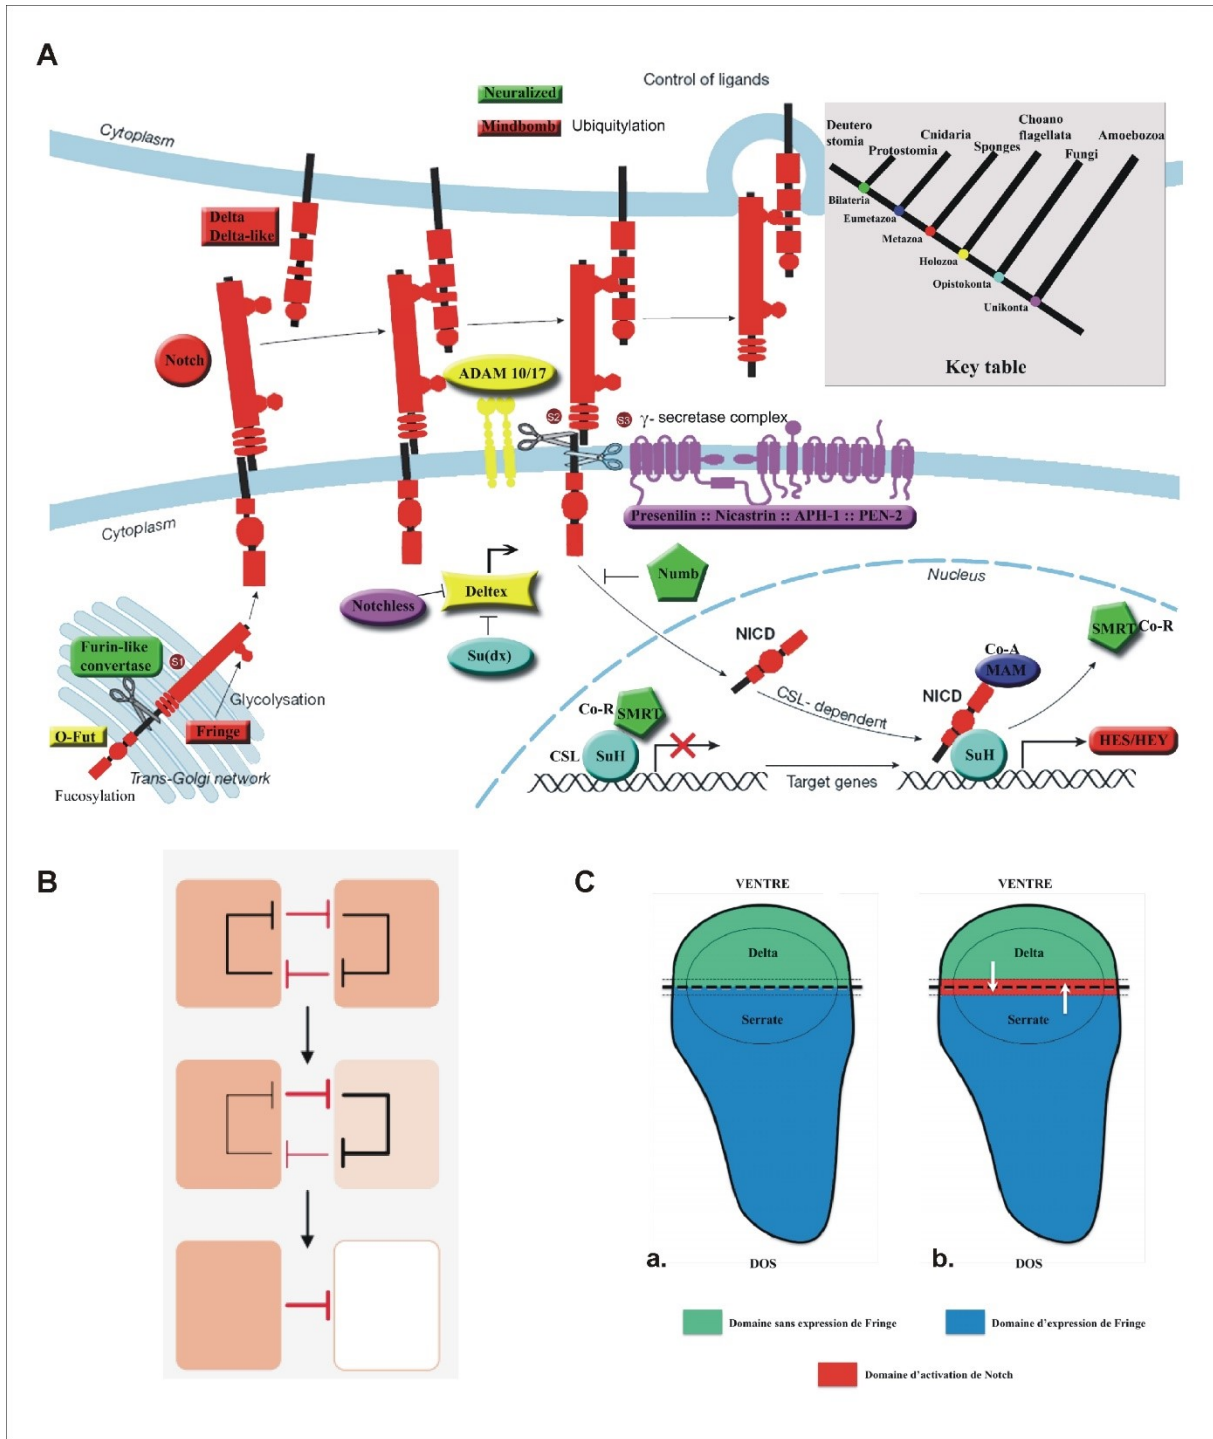 A
Control of ligands
Neuralized
Mindbomb Ubiquitylation
Cytoplasm
Deutero
stomia
Protostomia
Cnidaria
Sponges
Choano
flagellata
Fungi
Amoebozoa
Bilateria
Eumetazoa
Metazoa
Holozoa
Opistokonta
Unikonta
Key table
Delta
Delta-like
Notch
ADAM 10/17
S2
S3
γ- secretase complex
Presenilin :: Nicastrin :: APH-1 :: PEN-2
Cytoplasm
Notchless
Deltex
Su(dx)
Numb
Nucleus
Furin-like
convertase
S1
Glycolysation
O-Fut
Fringe
Trans-Golgi network
Fucosylation
NICD
CSL- dependent
Co-R
SMRT
CSL
SuH
Target genes
Co-A
MAM
NICD
SuH
SMRT
Co-R
HES/HEY
B
C
VENTRE
Delta
Serrate
a.
DOS
VENTRE
Delta
Serrate
b.
DOS
Domaine sans expression de Fringe
Domaine d'expression de Fringe
Domaine d'activation de Notch